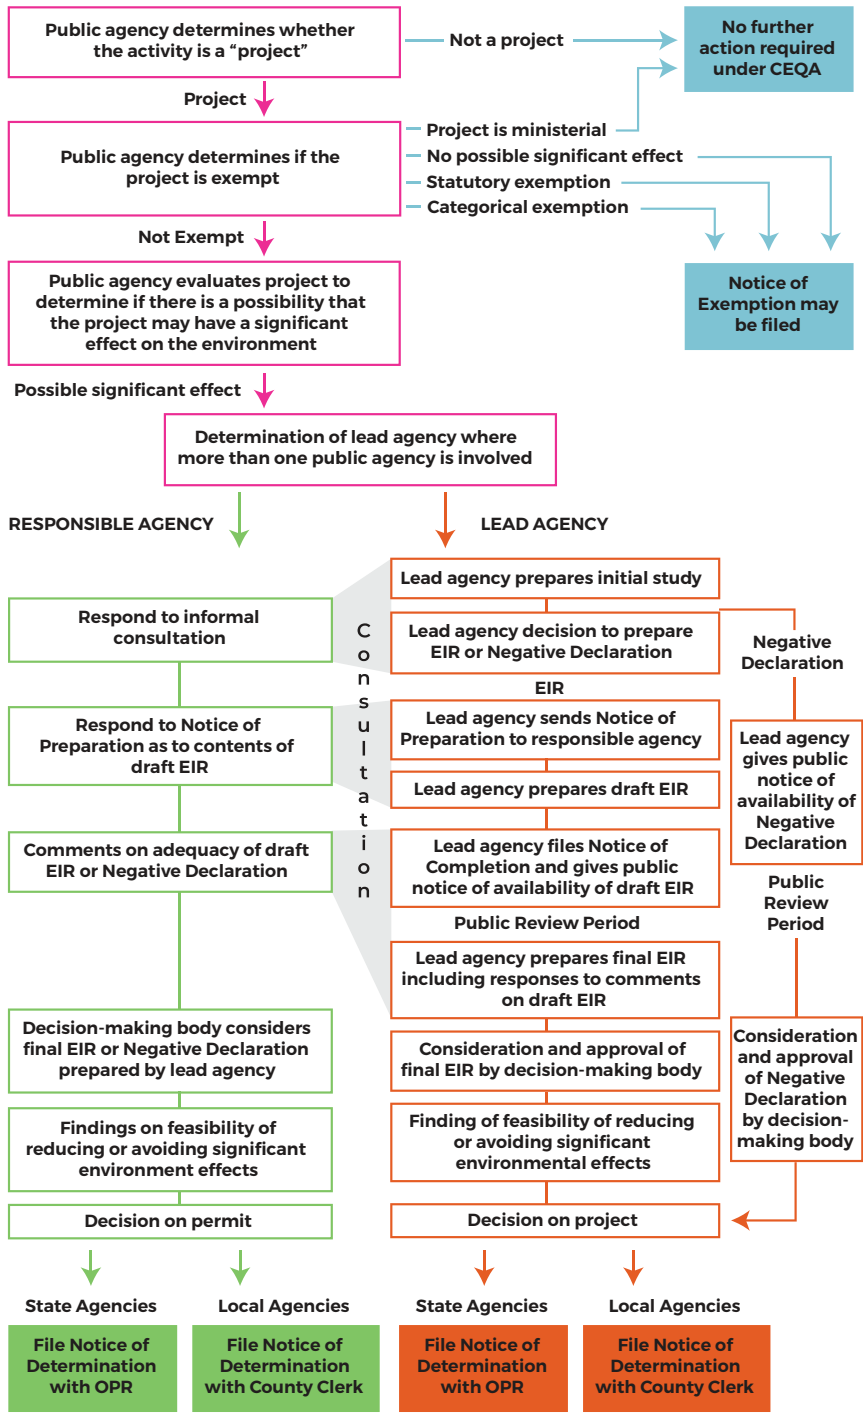 Public agency determines whether
the activity is a “project”
Not a project
No further
action required
under CEQA
Project
Public agency determines if the
project is exempt
Project is ministerial
No possible significant effect
Statutory exemption
Categorical exemption
Not Exempt
Notice of
Exemption may
be filed
Public agency evaluates project to
determine if there is a possibility that
the project may have a significant
effect on the environment
Possible significant effect
Determination of lead agency where
more than one public agency is involved
RESPONSIBLE AGENCY
LEAD AGENCY
Respond to informal
consultation
Respond to Notice of
Preparation as to contents of
draft EIR
Comments on adequacy of draft
EIR or Negative Declaration
Decision-making body considers
final EIR or Negative Declaration
prepared by lead agency
Findings on feasibility of
reducing or avoiding significant
environment effects
Decision on permit
Consultation
Lead agency prepares initial study
Lead agency decision to prepare
EIR or Negative Declaration
EIR
Lead agency sends Notice of
Preparation to responsible agency
Lead agency prepares draft EIR
Lead agency files Notice of
Completion and gives public
notice of availability of draft EIR
Public Review Period
Lead agency prepares final EIR
including responses to comments
on draft EIR
Consideration and approval of
final EIR by decision-making body
Finding of feasibility of reducing
or avoiding significant
environmental effects
Decision on project
Negative
Declaration
Lead agency
gives public
notice of
availability of
Negative
Declaration
Public
Review
Period
Consideration
and approval
of Negative
Declaration
by decision-
making body
State Agencies
File Notice of
Determination
with OPR
Local Agencies
File Notice of
Determination
with County Clerk
State Agencies
File Notice of
Determination
with OPR
Local Agencies
File Notice of
Determination
with County Clerk